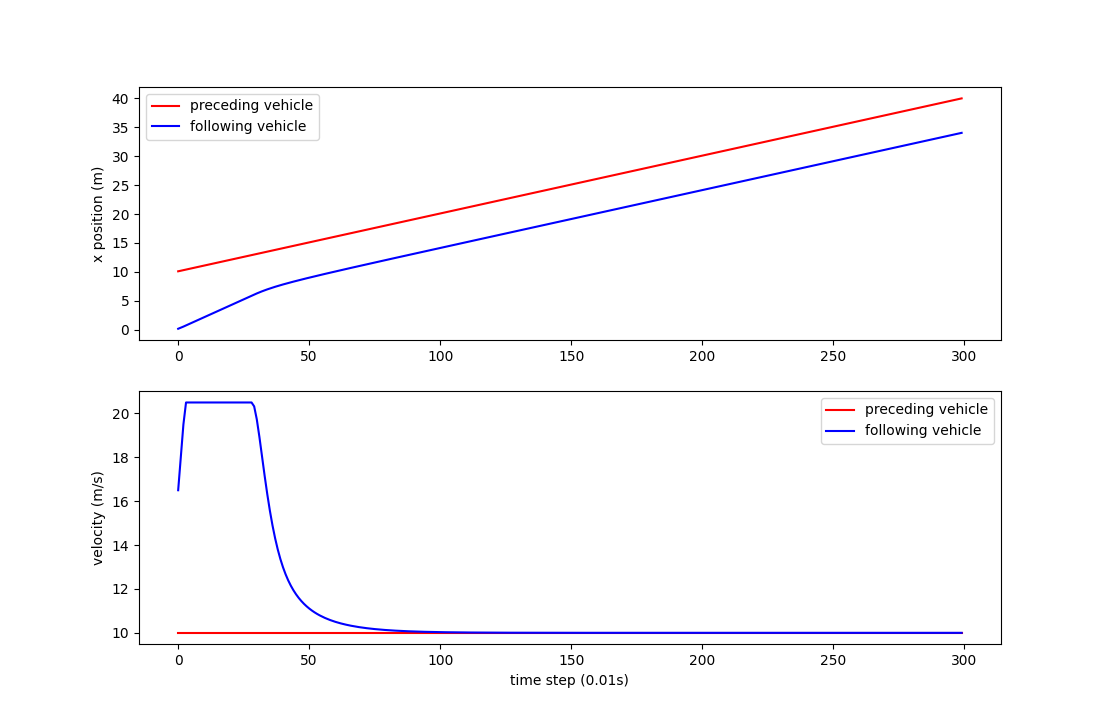 40
35
30
25
20
15
10
5
0
x position (m)
preceding vehicle
following vehicle
0 50 100 150 200 250 300
20
18
16
14
12
10
velocity (m/s)
preceding vehicle
following vehicle
0 50 100 150 200 250 300
time step (0.01s)